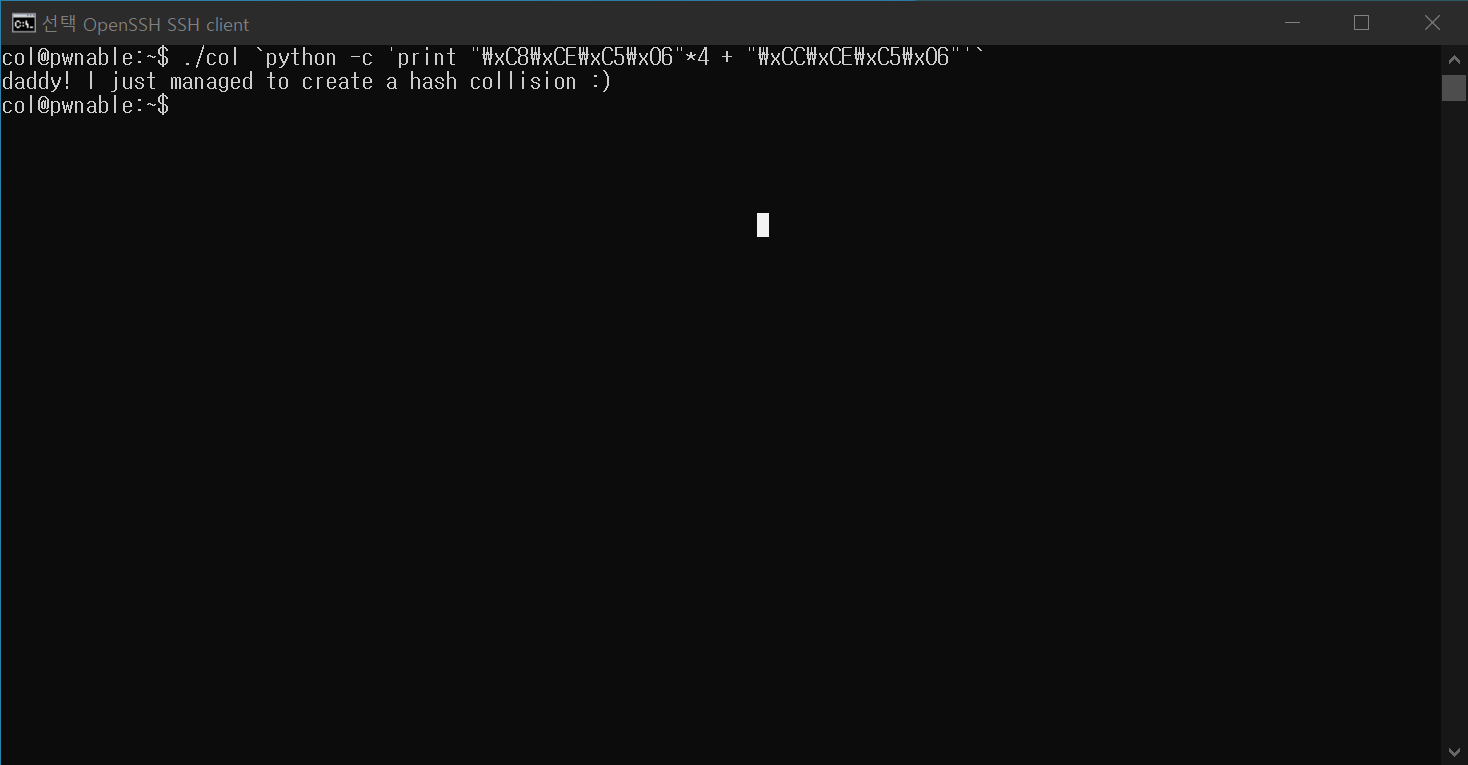 선택 OpenSSH SSH client
col@pwnable:~$ ./col `python -c 'print "₩xC8₩xCE₩xC5₩x06"*4 + "₩xCC₩xCE₩xC5₩x06"'`
daddy! I just managed to create a hash collision :)
col@pwnable:~$